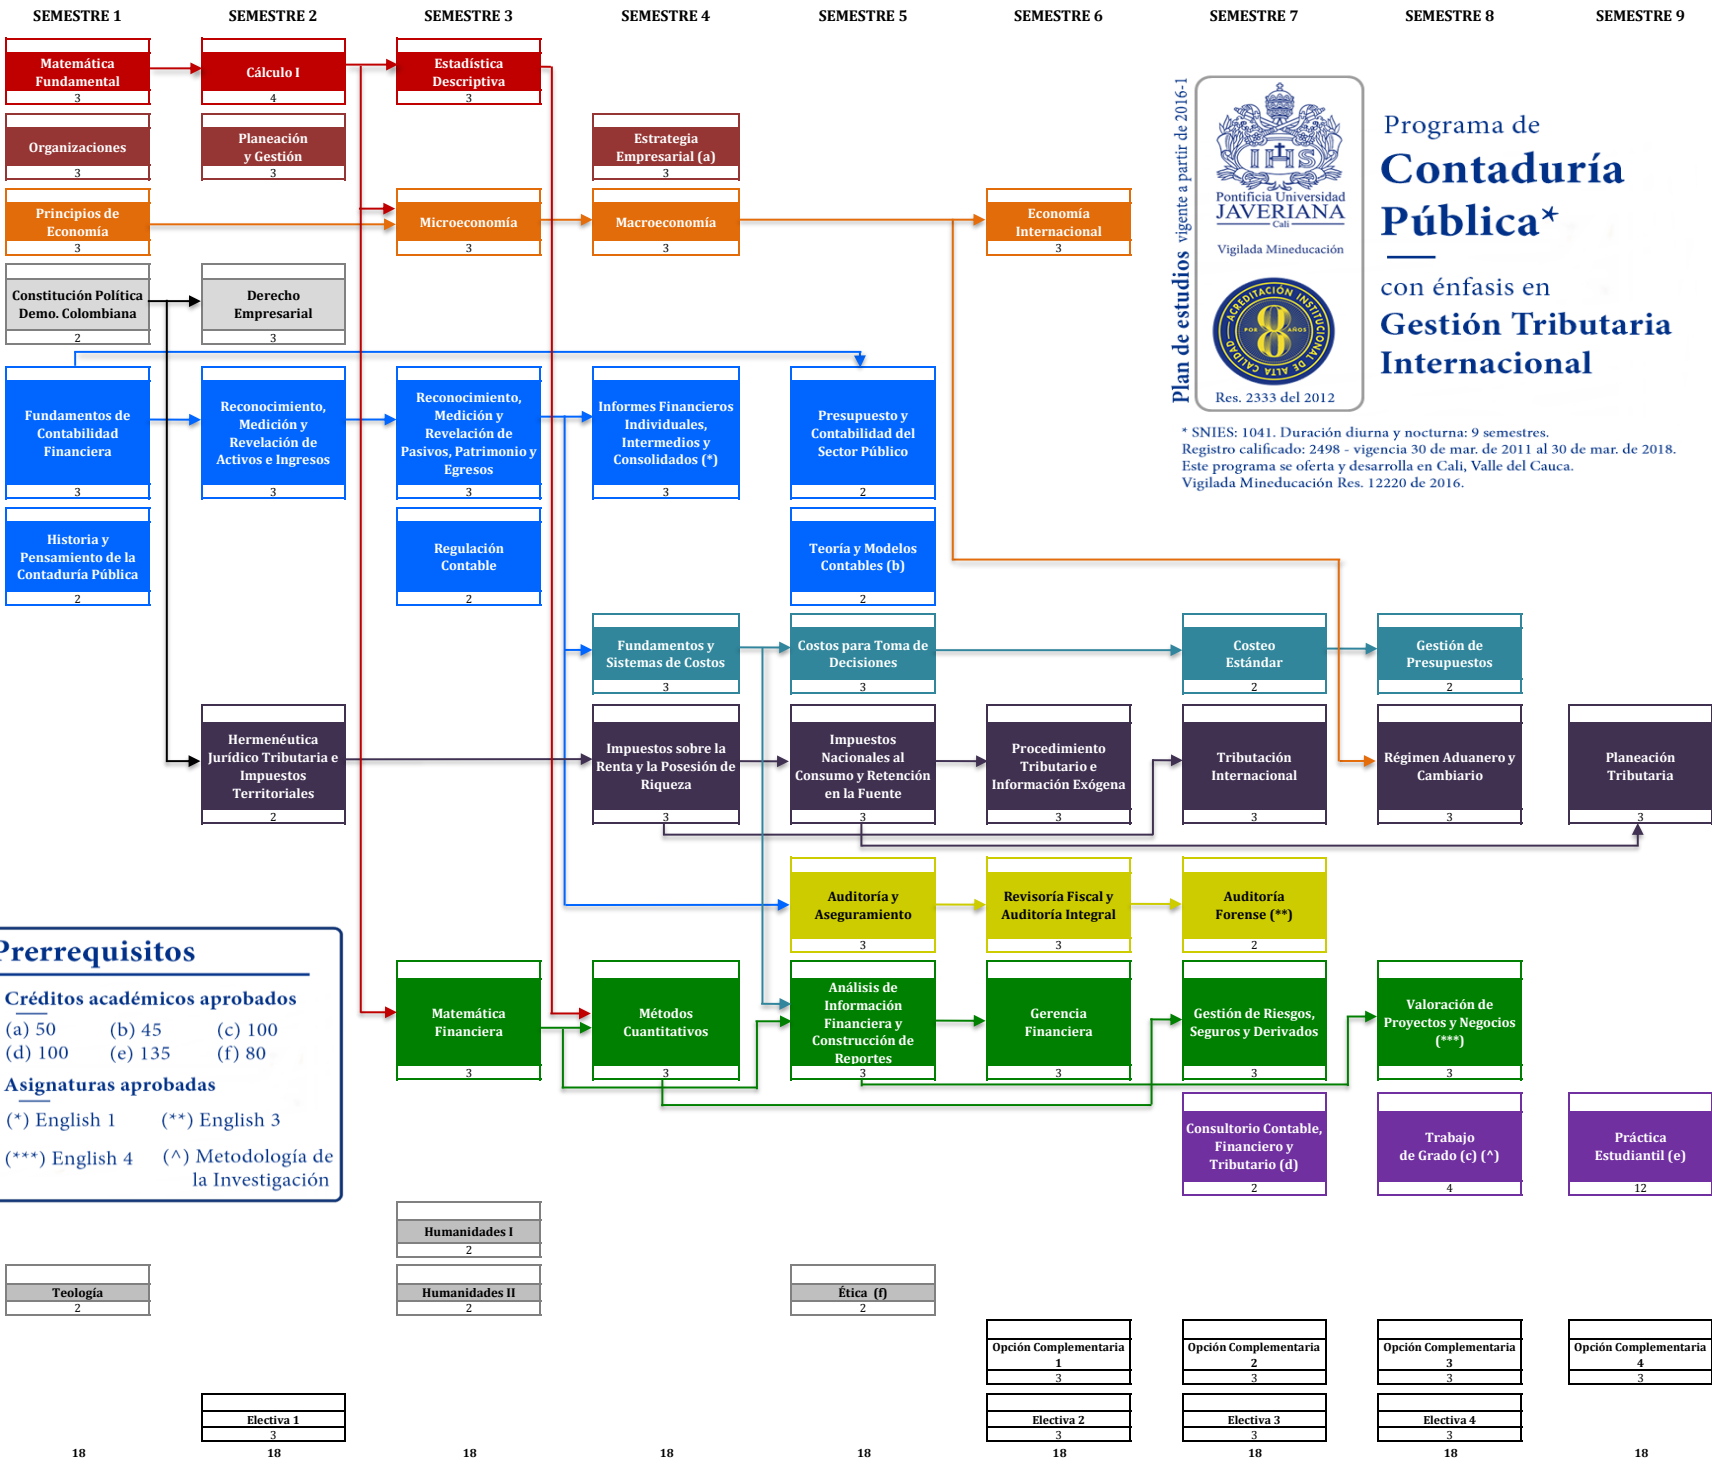 SEMESTRE 1
SEMESTRE 2
SEMESTRE 3
SEMESTRE 4
SEMESTRE 5
SEMESTRE 6
SEMESTRE 7
SEMESTRE 8
SEMESTRE 9
Matemática
Fundamental
3
Cálculo I
4
Estadística
Descriptiva
3
Organizaciones
3
Planeación
y Gestión
3
Estrategia
Empresarial (a)
3
Principios de
Economía
3
Microeconomía
3
Macroeconomía
3
Economía
Internacional
3
Constitución Política
Demo. Colombiana
2
Derecho
Empresarial
3
Plan de estudios vigente a partir de 2016-1
IHS
Pontificia Universidad
JAVERIANA
Cali
Vigilada Mineducación
ACREDITACIÓN INSTITUCIONAL
DE ALTA CALIDAD
POR 8 AÑOS
Res. 2333 del 2012
Programa de
Contaduría
Pública*
con énfasis en
Gestión Tributaria
Internacional
* SNIES: 1041. Duración diurna y nocturna: 9 semestres.
Registro calificado: 2498 - vigencia 30 de mar. de 2011 al 30 de mar. de 2018.
Este programa se oferta y desarrolla en Cali, Valle del Cauca.
Vigilada Mineducación Res. 12220 de 2016.
Fundamentos de
Contabilidad
Financiera
3
Reconocimiento,
Medición y
Revelación de
Activos e Ingresos
3
Reconocimiento,
Medición y
Revelación de
Pasivos, Patrimonio y
Egresos
3
Informes Financieros
Individuales,
Intermedios y
Consolidados (*)
3
Presupuesto y
Contabilidad del
Sector Público
2
Historia y
Pensamiento de la
Contaduría Pública
2
Regulación
Contable
2
Teoría y Modelos
Contables (b)
2
Fundamentos y
Sistemas de Costos
3
Costos para Toma de
Decisiones
3
Costeo
Estándar
2
Gestión de
Presupuestos
2
Hermenéutica
Jurídico Tributaria e
Impuestos
Territoriales
2
Impuestos sobre la
Renta y la Posesión de
Riqueza
3
Impuestos
Nacionales al
Consumo y Retención
en la Fuente
3
Procedimiento
Tributario e
Información Exógena
3
Tributación
Internacional
3
Régimen Aduanero y
Cambiario
3
Planeación
Tributaria
3
Auditoría y
Aseguramiento
3
Revisoría Fiscal y
Auditoría Integral
3
Auditoría
Forense (**)
2
Prerrequisitos
Créditos académicos aprobados
(a) 50 (b) 45 (c) 100
(d) 100 (e) 135 (f) 80
Asignaturas aprobadas
(*) English 1 (**) English 3
(***) English 4 (^) Metodología de
la Investigación
Matemática
Financiera
3
Métodos
Cuantitativos
3
Análisis de
Información
Financiera y
Construcción de
Reportes
3
Gerencia
Financiera
3
Gestión de Riesgos,
Seguros y Derivados
3
Valoración de
Proyectos y Negocios
(***)
3
Consultorio Contable,
Financiero y
Tributario (d)
2
Trabajo
de Grado (c) (^)
4
Práctica
Estudiantil (e)
12
Humanidades I
2
Teología
2
Humanidades II
2
Ética (f)
2
Opción Complementaria
1
3
Opción Complementaria
2
3
Opción Complementaria
3
3
Opción Complementaria
4
3
Electiva 1
3
Electiva 2
3
Electiva 3
3
Electiva 4
3
18
18
18
18
18
18
18
18
18